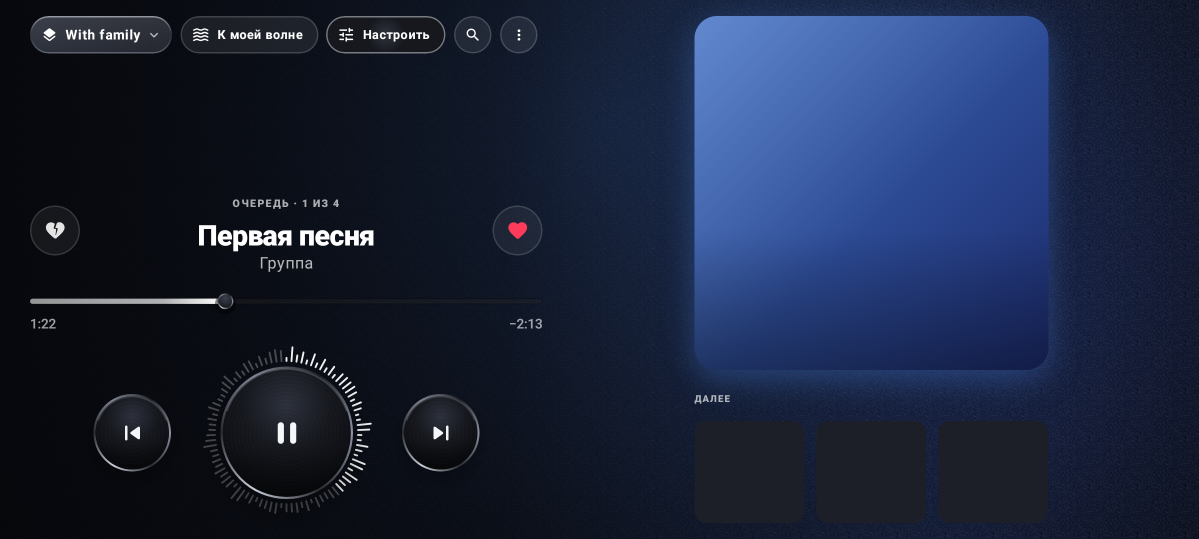 With family
К моей волне
Настроить
ОЧЕРЕДЬ · 1 ИЗ 4
Первая песня
Группа
1:22
−2:13
ДАЛЕЕ